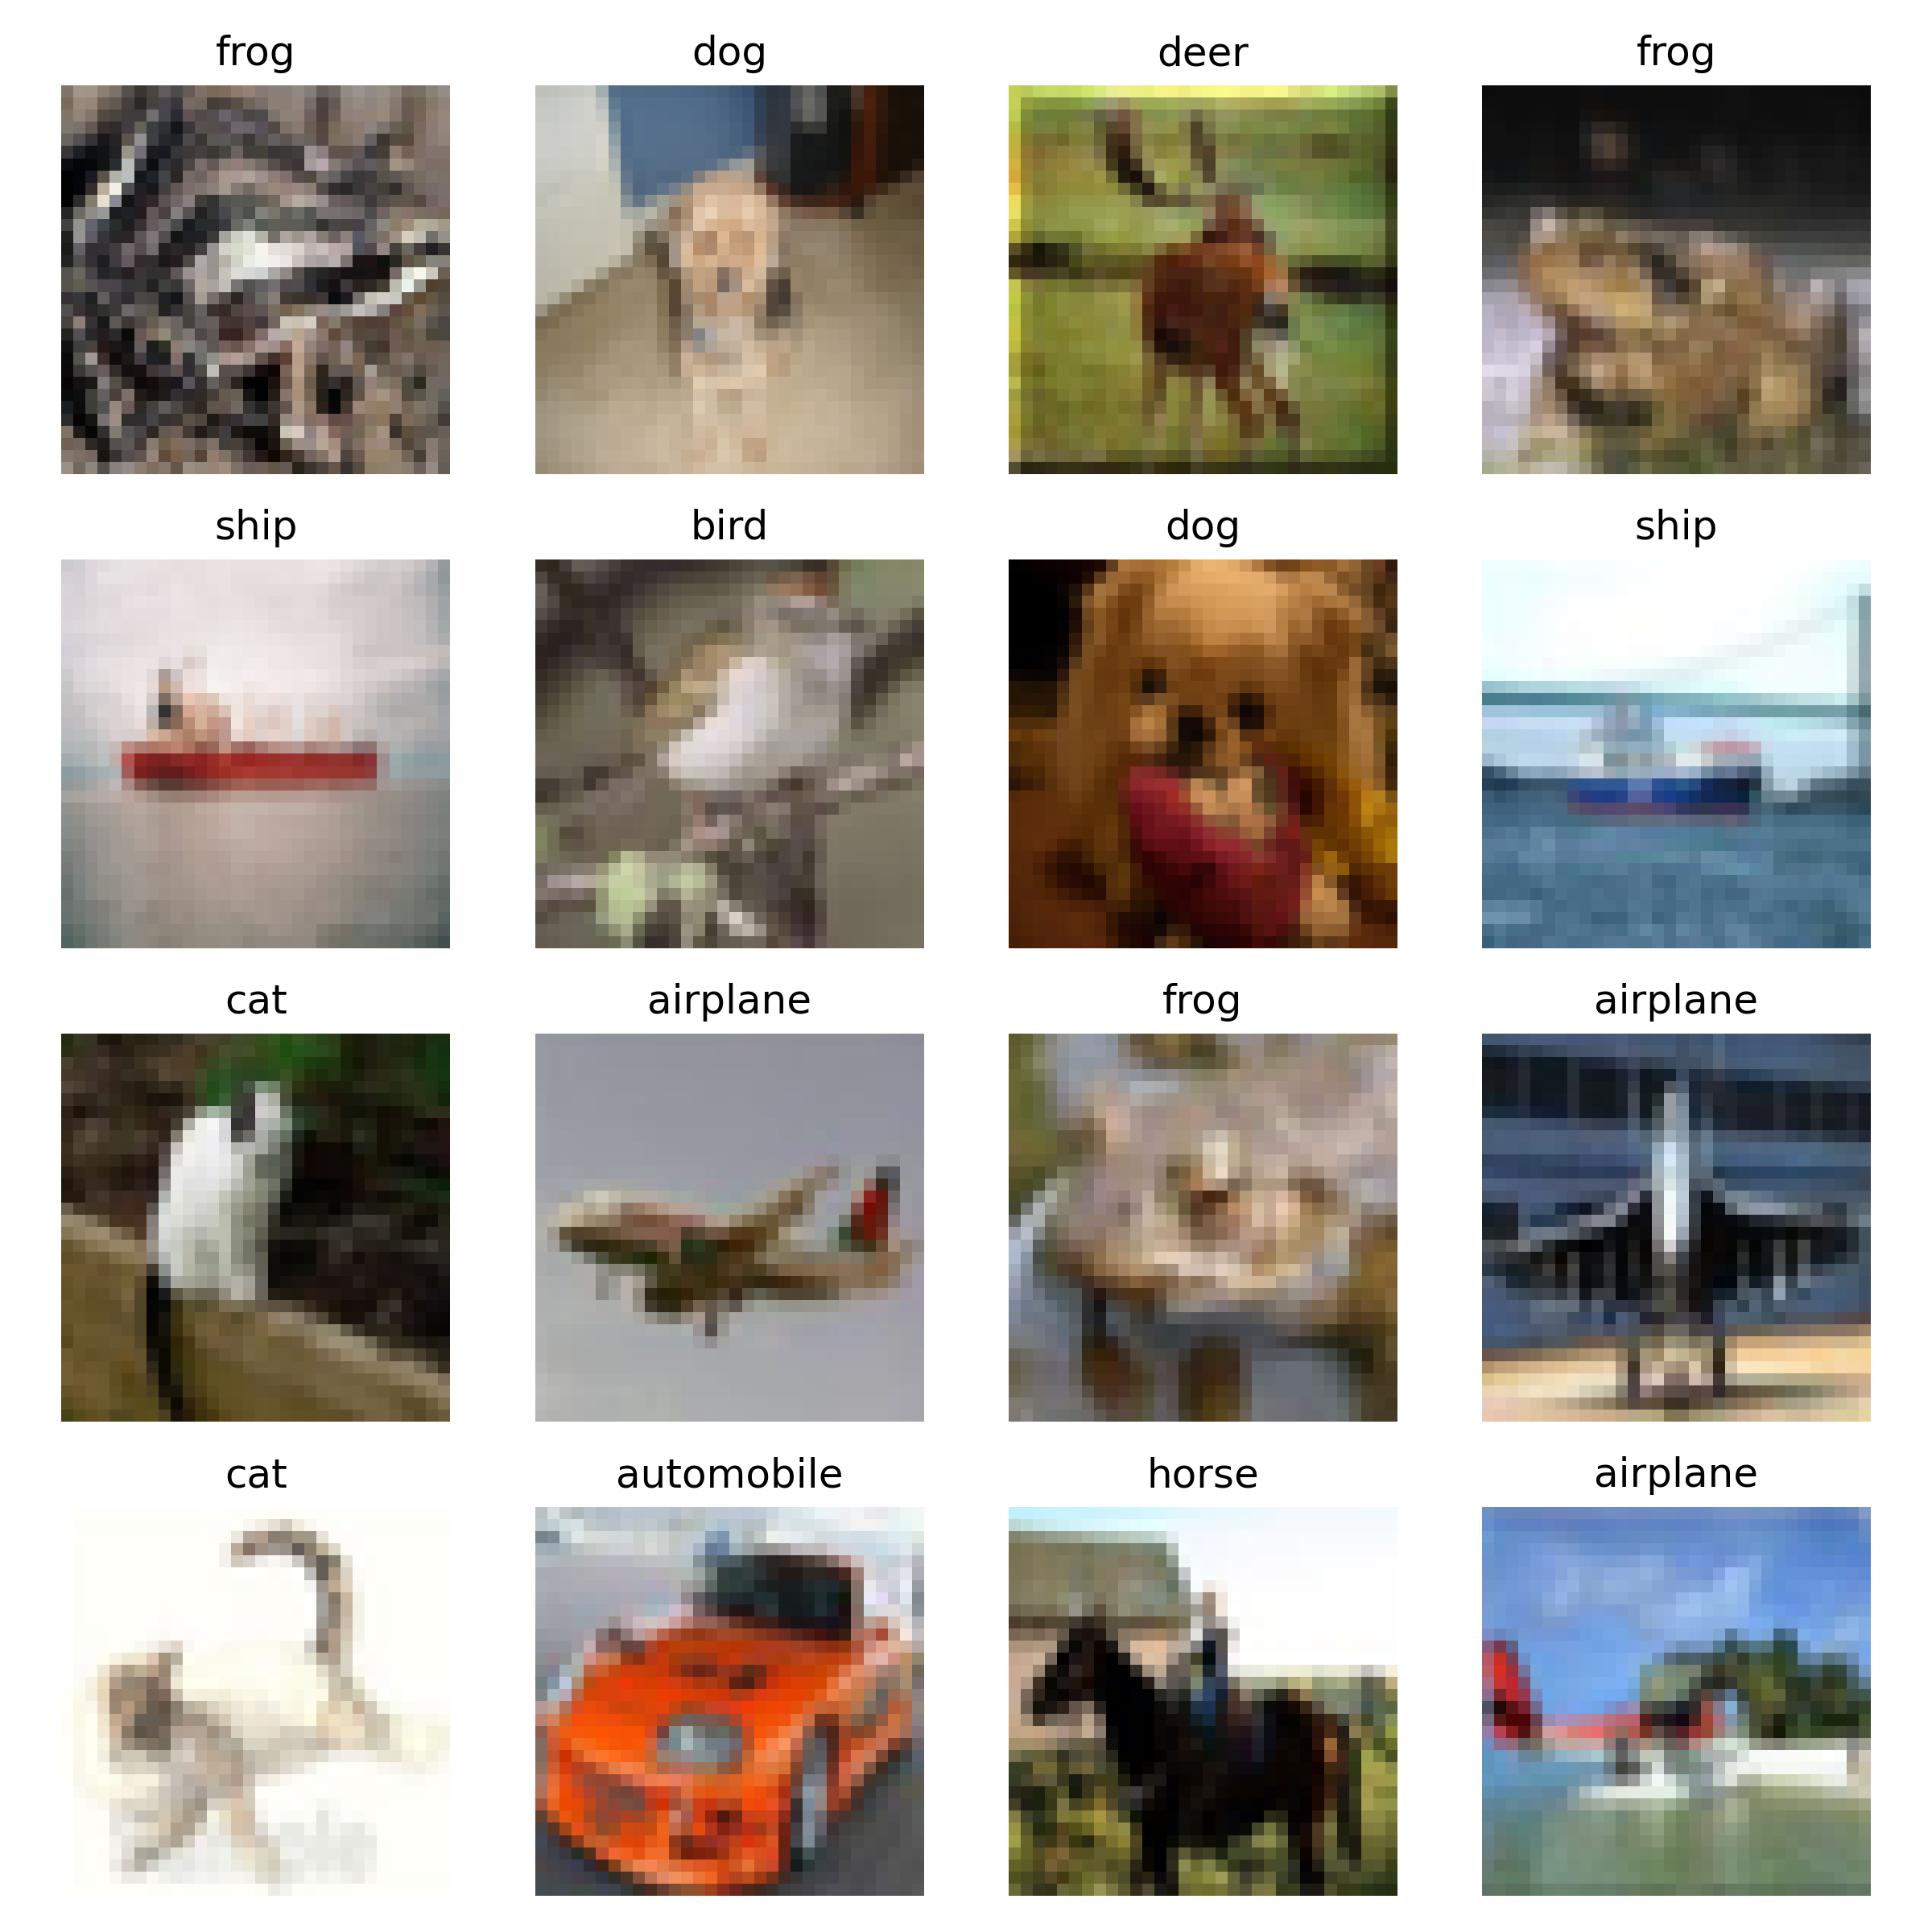 frog dog deer frog
ship bird dog ship
cat airplane frog airplane
cat automobile horse airplane